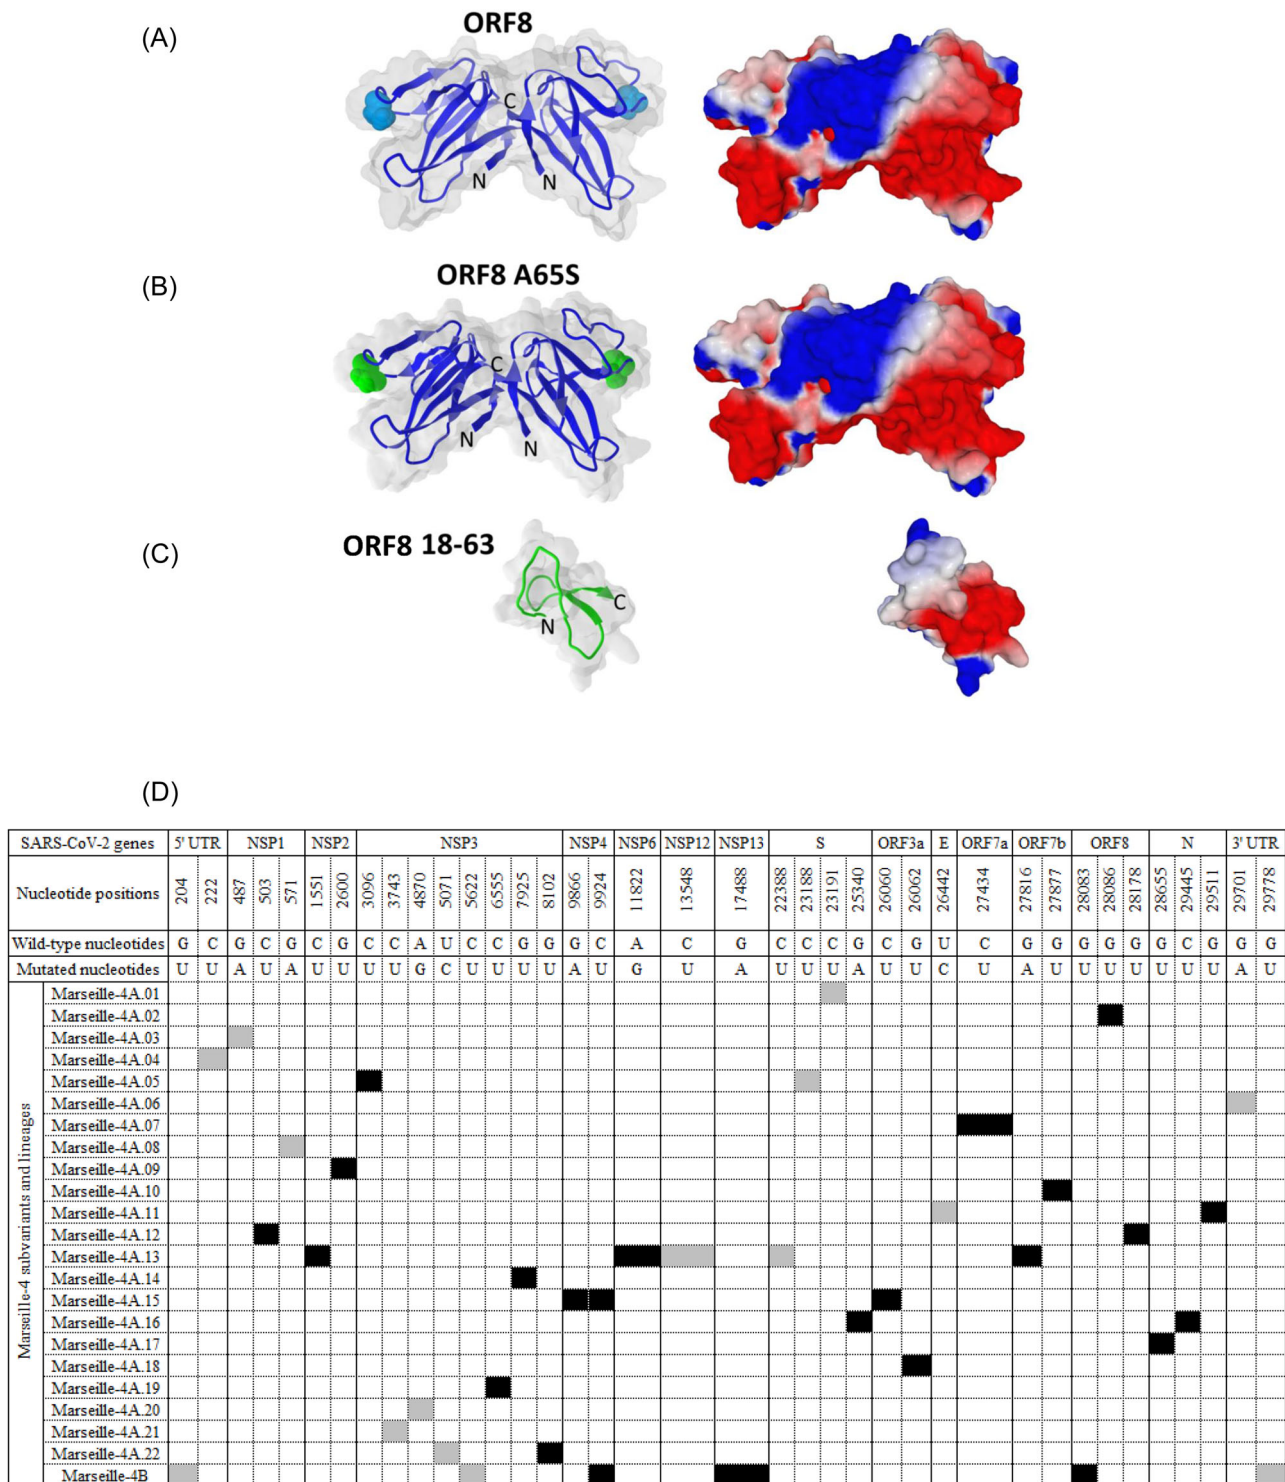 (A)
ORF8
C
N
N
(B)
ORF8 A65S
C
N
N
(C)
ORF8 18-63
C
N
(D)
SARS-CoV-2 genes 5' UTR NSP1 NSP2 NSP3 NSP4 NSP6 NSP12 NSP13 S ORF3a E ORF7a ORF7b ORF8 N 3' UTR
Nucleotide positions 204 222 487 503 571 1551 2600 3096 3743 4870 5071 5622 6555 7925 8102 9866 9924 11822 13548 17488 22388 23188 23191 25340 26060 26062 26442 27434 27816 27877 28083 28086 28178 28655 29445 29511 29701 29778
Wild-type nucleotides G C G C G C G C C A U C C G G G C A C G C C C G C G U C G G G G G G C G G G
Mutated nucleotides U U A U A U U U U G C U U U U A U G U A U U U A U U C U A U U U U U U U A U
Marseille-4 subvariants and lineages
Marseille-4A.01
Marseille-4A.02
Marseille-4A.03
Marseille-4A.04
Marseille-4A.05
Marseille-4A.06
Marseille-4A.07
Marseille-4A.08
Marseille-4A.09
Marseille-4A.10
Marseille-4A.11
Marseille-4A.12
Marseille-4A.13
Marseille-4A.14
Marseille-4A.15
Marseille-4A.16
Marseille-4A.17
Marseille-4A.18
Marseille-4A.19
Marseille-4A.20
Marseille-4A.21
Marseille-4A.22
Marseille-4B